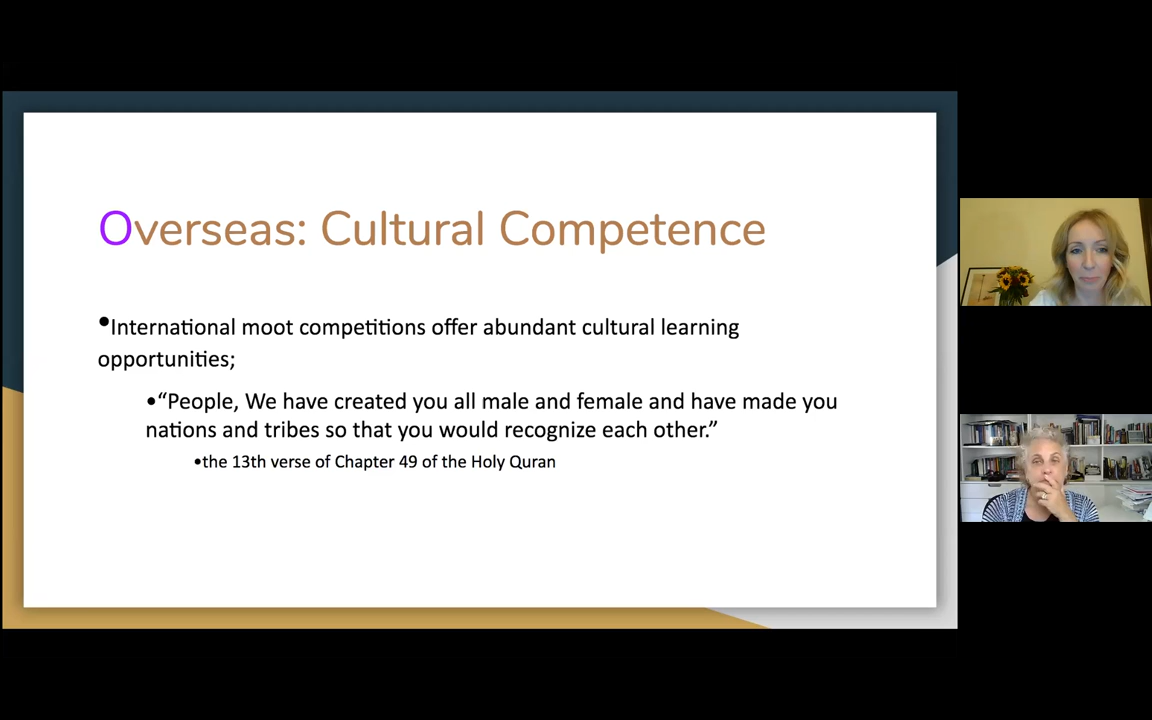 Overseas: Cultural Competence
•International moot competitions offer abundant cultural learning
opportunities;
•“People, We have created you all male and female and have made you
nations and tribes so that you would recognize each other.”
•the 13th verse of Chapter 49 of the Holy Quran